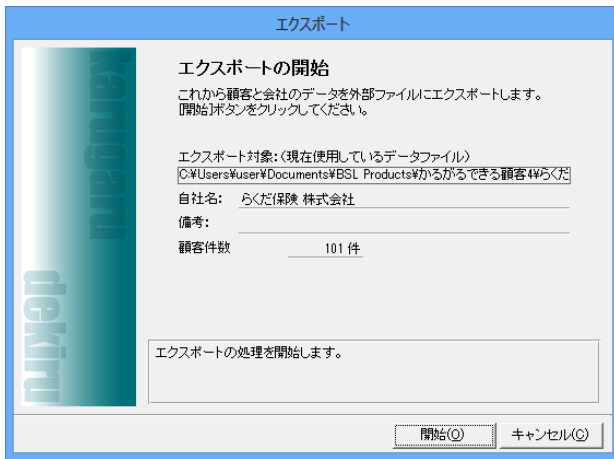 エクスポート
karugaru
dekiru
エクスポートの開始
これから顧客と会社のデータを外部ファイルにエクスポートします。
[開始]ボタンをクリックしてください。
エクスポート対象:(現在使用しているデータファイル)
C:¥Users¥user¥Documents¥BSL Products¥かるがるできる顧客4¥らくだ
自社名: らくだ保険 株式会社
備考:
顧客件数 101 件
エクスポートの処理を開始します。
開始(O) キャンセル(C)